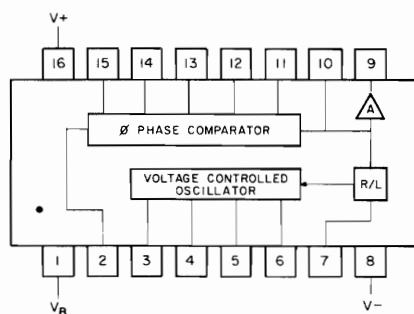 V+
16 15 14 13 12 11 10 9
A
Ø PHASE COMPARATOR
VOLTAGE CONTROLLED
OSCILLATOR
R/L
1 2 3 4 5 6 7 8
VB V−